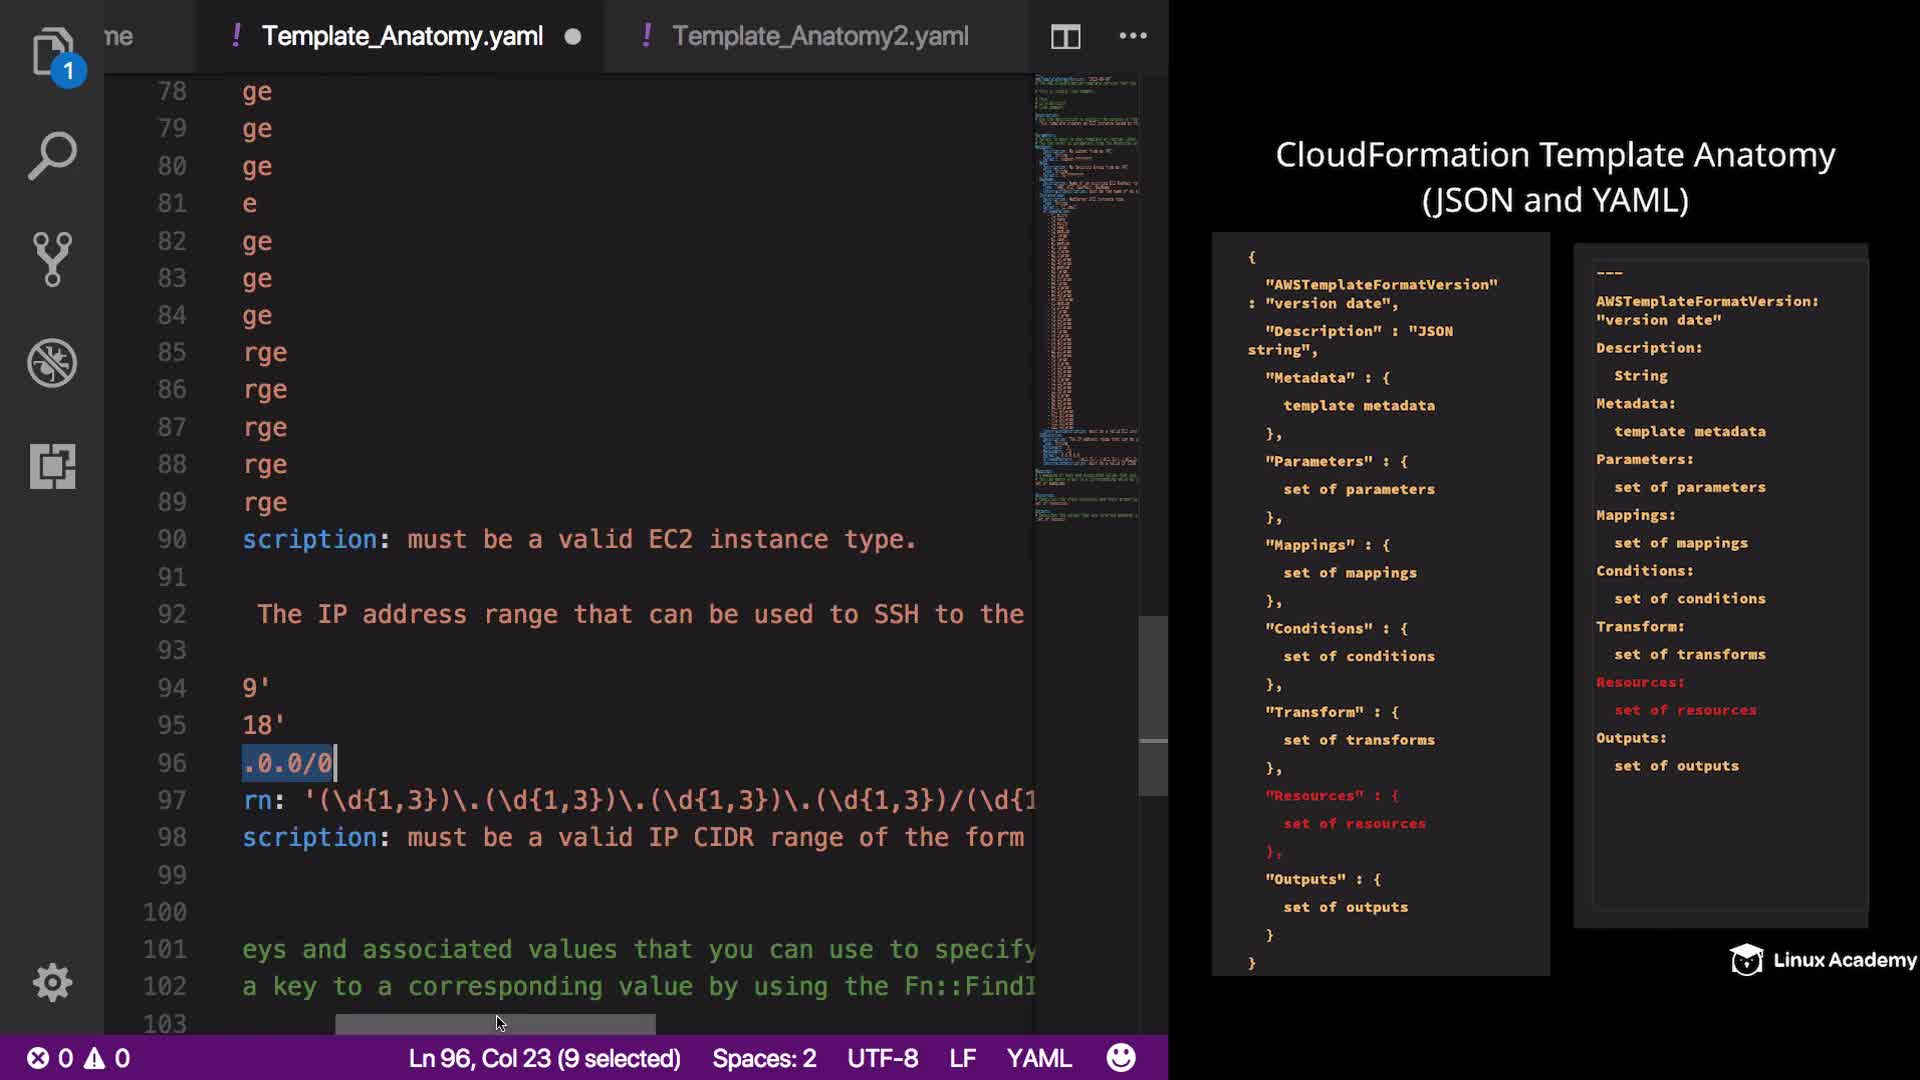 me
! Template_Anatomy.yaml
! Template_Anatomy2.yaml
1
78 ge
79 ge
80 ge
81 e
82 ge
83 ge
84 ge
85 rge
86 rge
87 rge
88 rge
89 rge
90 scription: must be a valid EC2 instance type.
91
92 The IP address range that can be used to SSH to the
93
94 9'
95 18'
96 .0.0/0
97 rn: '(\d{1,3})\.(\d{1,3})\.(\d{1,3})\.(\d{1,3})/(\d{1
98 scription: must be a valid IP CIDR range of the form
99
100
101 eys and associated values that you can use to specify
102 a key to a corresponding value by using the Fn::FindI
103
0 0
Ln 96, Col 23 (9 selected)
Spaces: 2
UTF-8
LF
YAML
CloudFormation Template Anatomy
(JSON and YAML)
{
"AWSTemplateFormatVersion"
: "version date",
"Description" : "JSON
string",
"Metadata" : {
template metadata
},
"Parameters" : {
set of parameters
},
"Mappings" : {
set of mappings
},
"Conditions" : {
set of conditions
},
"Transform" : {
set of transforms
},
"Resources" : {
set of resources
},
"Outputs" : {
set of outputs
}
}
---
AWSTemplateFormatVersion:
"version date"
Description:
String
Metadata:
template metadata
Parameters:
set of parameters
Mappings:
set of mappings
Conditions:
set of conditions
Transform:
set of transforms
Resources:
set of resources
Outputs:
set of outputs
Linux Academy